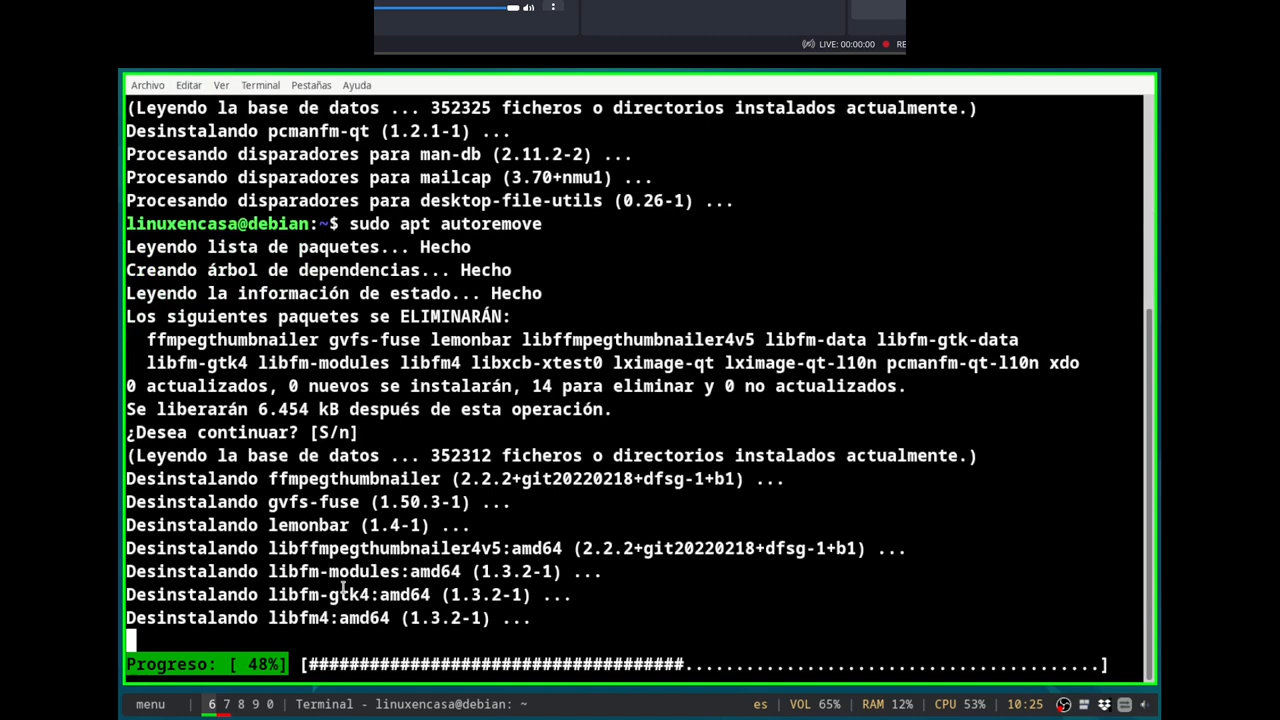 LIVE: 00:00:00 RE
Archivo Editar Ver Terminal Pestañas Ayuda
(Leyendo la base de datos ... 352325 ficheros o directorios instalados actualmente.)
Desinstalando pcmanfm-qt (1.2.1-1) ...
Procesando disparadores para man-db (2.11.2-2) ...
Procesando disparadores para mailcap (3.70+nmu1) ...
Procesando disparadores para desktop-file-utils (0.26-1) ...
linuxencasa@debian:~$ sudo apt autoremove
Leyendo lista de paquetes... Hecho
Creando árbol de dependencias... Hecho
Leyendo la información de estado... Hecho
Los siguientes paquetes se ELIMINARÁN:
ffmpegthumbnailer gvfs-fuse lemonbar libffmpegthumbnailer4v5 libfm-data libfm-gtk-data
libfm-gtk4 libfm-modules libfm4 libxcb-xtest0 lximage-qt lximage-qt-l10n pcmanfm-qt-l10n xdo
0 actualizados, 0 nuevos se instalarán, 14 para eliminar y 0 no actualizados.
Se liberarán 6.454 kB después de esta operación.
¿Desea continuar? [S/n]
(Leyendo la base de datos ... 352312 ficheros o directorios instalados actualmente.)
Desinstalando ffmpegthumbnailer (2.2.2+git20220218+dfsg-1+b1) ...
Desinstalando gvfs-fuse (1.50.3-1) ...
Desinstalando lemonbar (1.4-1) ...
Desinstalando libffmpegthumbnailer4v5:amd64 (2.2.2+git20220218+dfsg-1+b1) ...
Desinstalando libfm-modules:amd64 (1.3.2-1) ...
Desinstalando libfm-gtk4:amd64 (1.3.2-1) ...
Desinstalando libfm4:amd64 (1.3.2-1) ...
Progreso: [ 48%] [#####################################.........................................]
menu | 6 7 8 9 0 | Terminal - linuxencasa@debian: ~ es | VOL 65% | RAM 12% | CPU 53% | 10:25